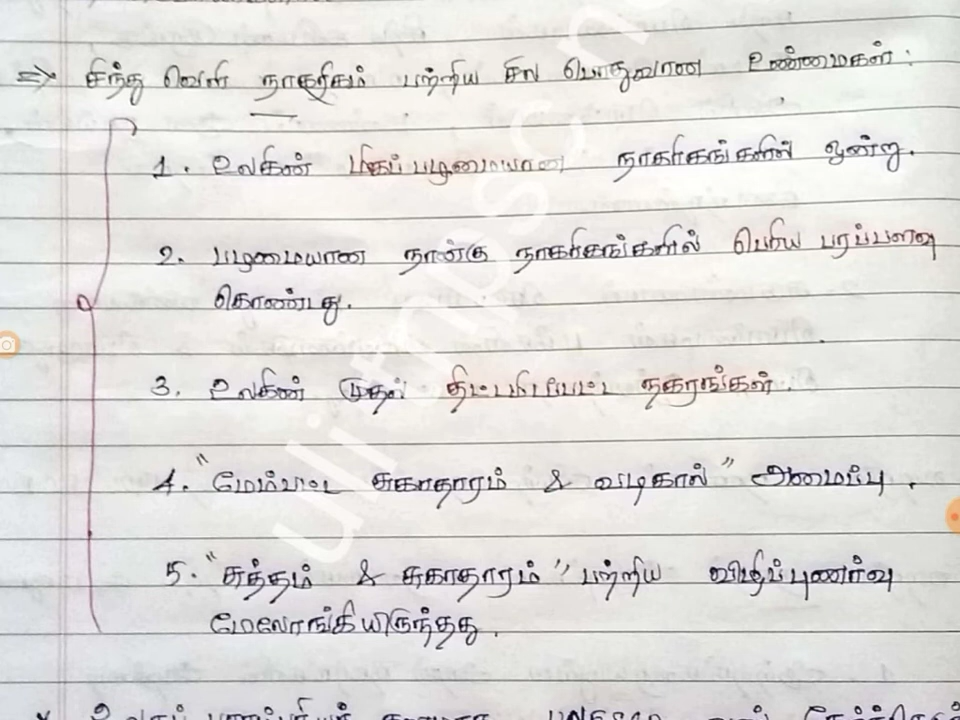 => சிந்து வெளி நாகரிகம் பற்றிய சில பொதுவான உண்மைகள் :
1. உலகின் மிகப் பழமையான நாகரிகங்களின் ஒன்று.
2. பழமையான நான்கு நாகரிகங்களில் பெரிய பரப்பளவு
கொண்டது.
3. உலகின் முதல் திட்டமிடப்பட்ட நகரங்கள்.
4. "மேம்பட்ட சுகாதாரம் & வடிகால்" அமைப்பு.
5. "சுத்தம் & சுகாதாரம்" பற்றிய விழிப்புணர்வு
மேலோங்கியிருந்தது.